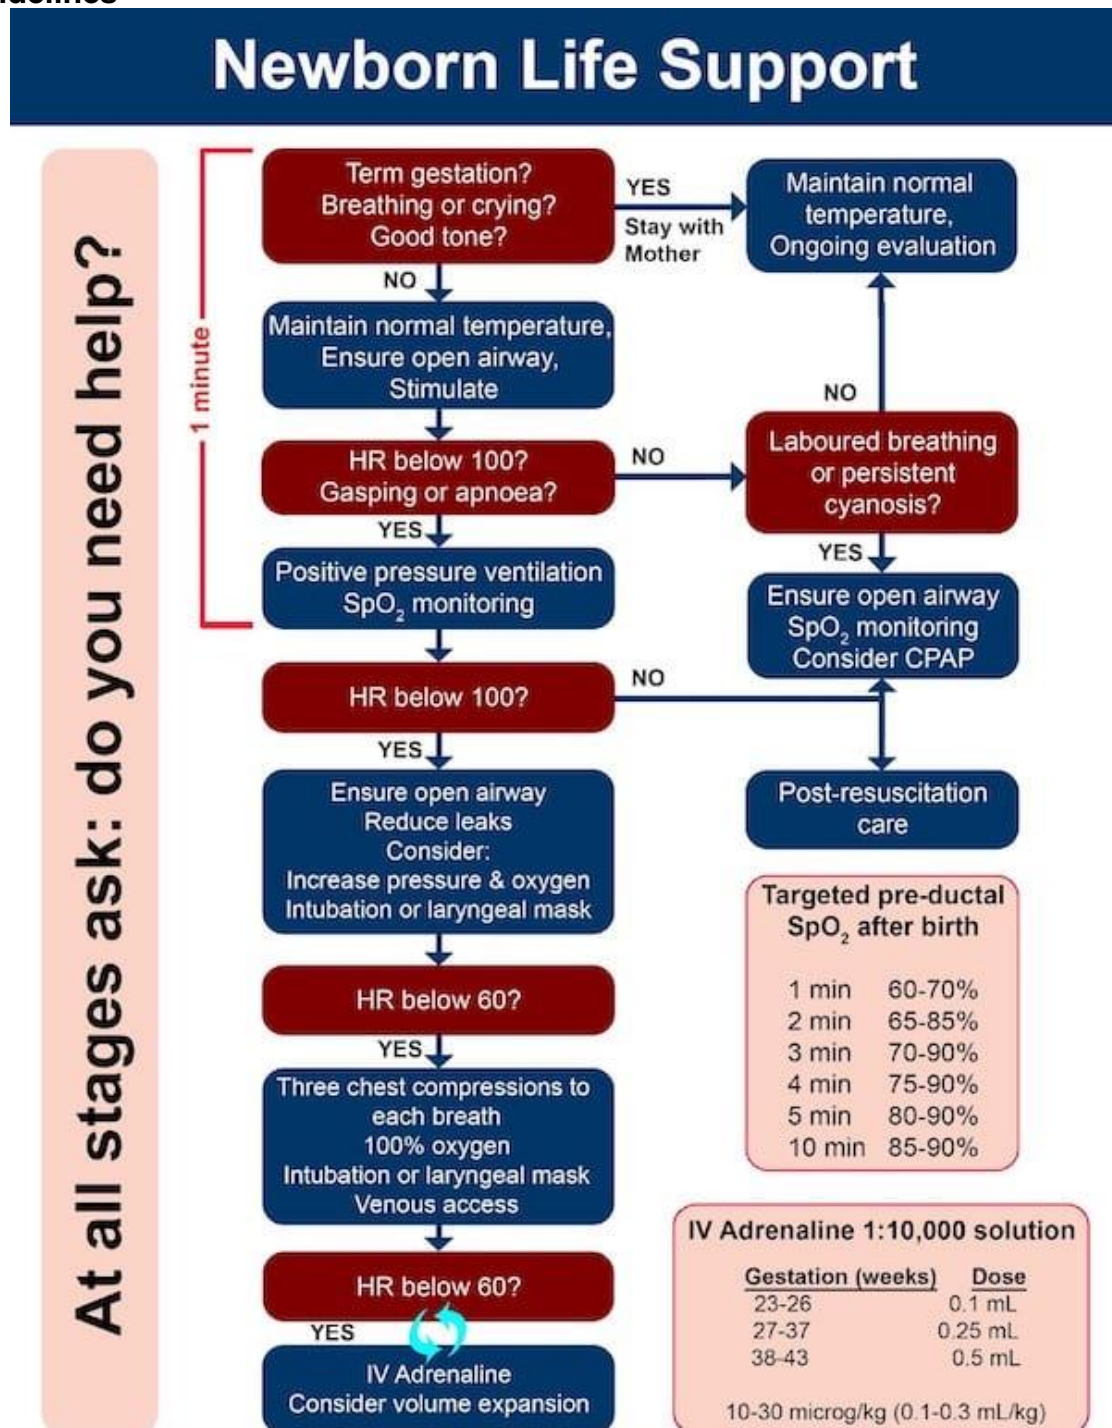 Newborn Life Support
At all stages ask: do you need help?
1 minute
Term gestation?
Breathing or crying?
Good tone?
YES
Stay with
Mother
Maintain normal
temperature,
Ongoing evaluation
NO
Maintain normal temperature,
Ensure open airway,
Stimulate
NO
HR below 100?
Gasping or apnoea?
NO
Laboured breathing
or persistent
cyanosis?
YES
YES
Positive pressure ventilation
SpO₂ monitoring
Ensure open airway
SpO₂ monitoring
Consider CPAP
HR below 100?
NO
YES
Ensure open airway
Reduce leaks
Consider:
Increase pressure & oxygen
Intubation or laryngeal mask
Post-resuscitation
care
HR below 60?
YES
Three chest compressions to
each breath
100% oxygen
Intubation or laryngeal mask
Venous access
HR below 60?
YES
IV Adrenaline
Consider volume expansion
Targeted pre-ductal
SpO₂ after birth
1 min 60-70%
2 min 65-85%
3 min 70-90%
4 min 75-90%
5 min 80-90%
10 min 85-90%
IV Adrenaline 1:10,000 solution
Gestation (weeks) Dose
23-26 0.1 mL
27-37 0.25 mL
38-43 0.5 mL
10-30 microg/kg (0.1-0.3 mL/kg)